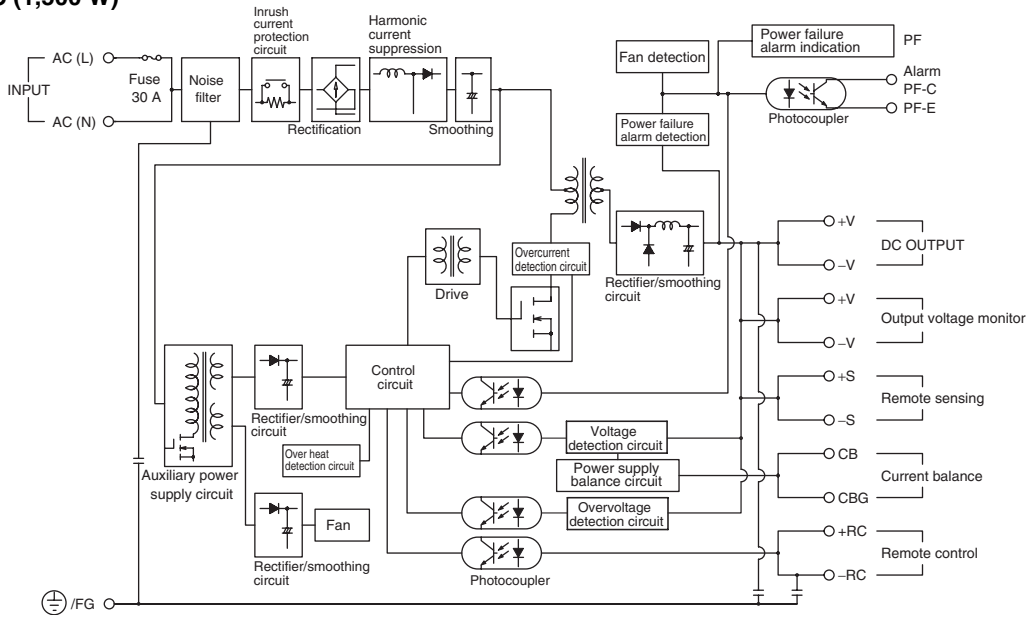 (1,500 W)
Inrush
current
protection
circuit
Harmonic
current
suppression
AC (L)
INPUT
AC (N)
Fuse
30 A
Noise
filter
Rectification
Smoothing
Fan detection
Power failure
alarm indication
PF
Alarm
PF-C
PF-E
Photocoupler
Power failure
alarm detection
Overcurrent
detection circuit
Drive
Rectifier/smoothing
circuit
+V
DC OUTPUT
−V
+V
Output voltage monitor
−V
+S
Remote sensing
−S
CB
Current balance
CBG
+RC
Remote control
−RC
Control
circuit
Rectifier/smoothing
circuit
Over heat
detection circuit
Auxiliary power
supply circuit
Voltage
detection circuit
Power supply
balance circuit
Overvoltage
detection circuit
Fan
Rectifier/smoothing
circuit
Photocoupler
/FG